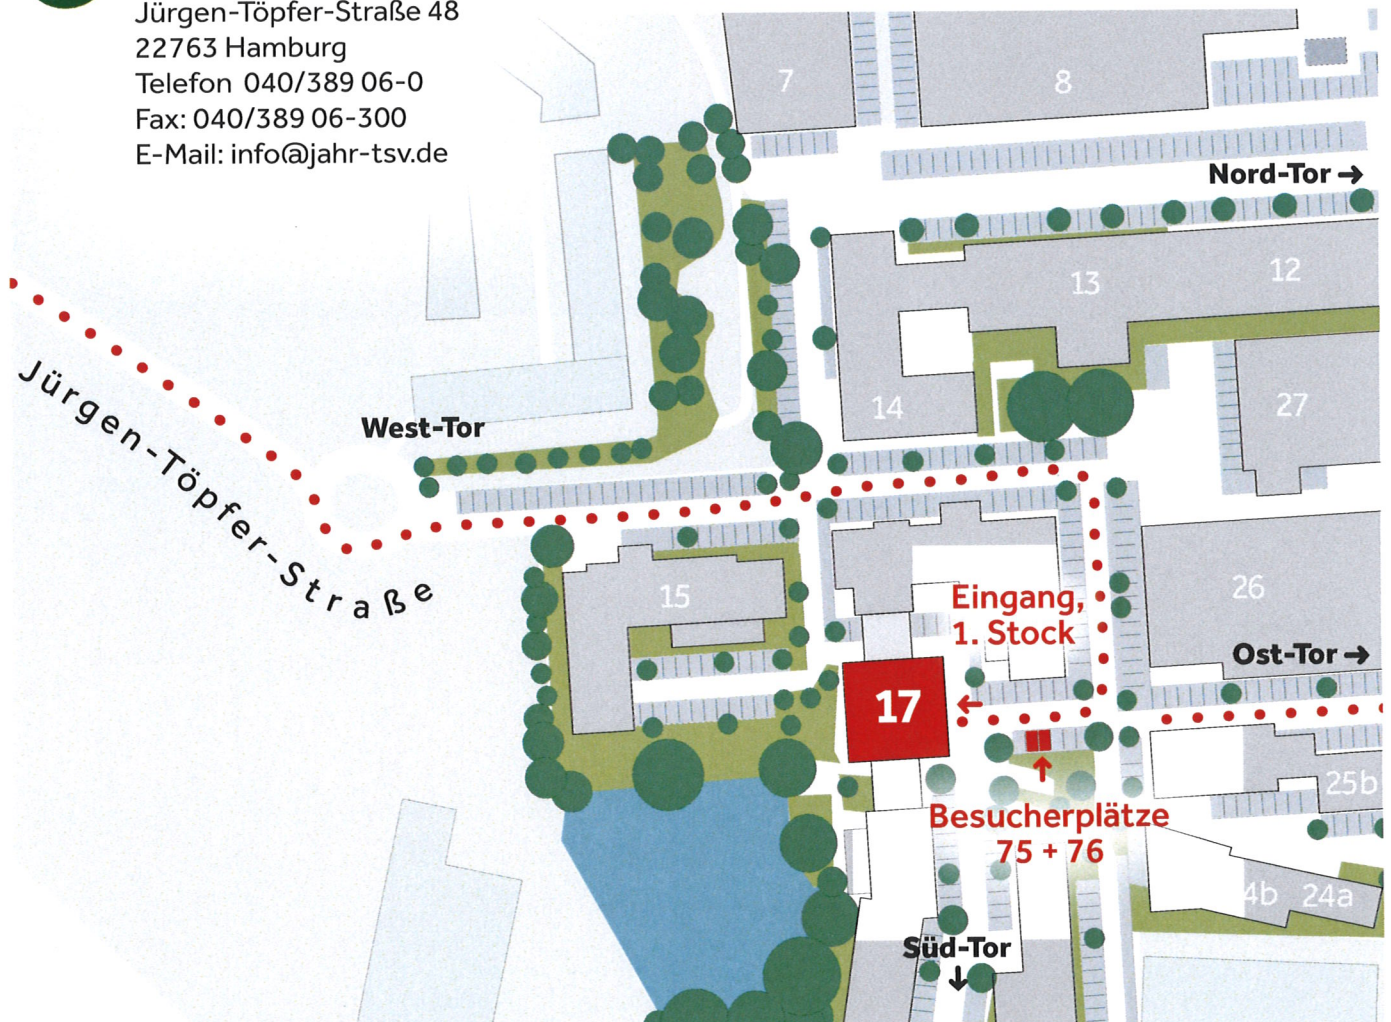 Jürgen-Töpfer-Straße 48
22763 Hamburg
Telefon 040/389 06-0
Fax: 040/389 06-300
E-Mail: info@jahr-tsv.de
7
8
Nord-Tor →
13
12
14
27
West-Tor
Jürgen-Töpfer-Straße
15
26
Eingang,
1. Stock
Ost-Tor →
17
25b
Besucherplätze
75 + 76
4b
24a
Süd-Tor
↓